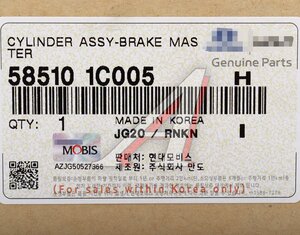 CYLINDER ASSY-BRAKE MAS
TER
Genuine Parts
58510 1C005 H
MADE IN KOREA
QTY: 1 JG20 / RNKN I
MOBIS
AZJG50527366
판매처: 현대모비스
제조원: 주식회사 만도
(For sales within Korea only)